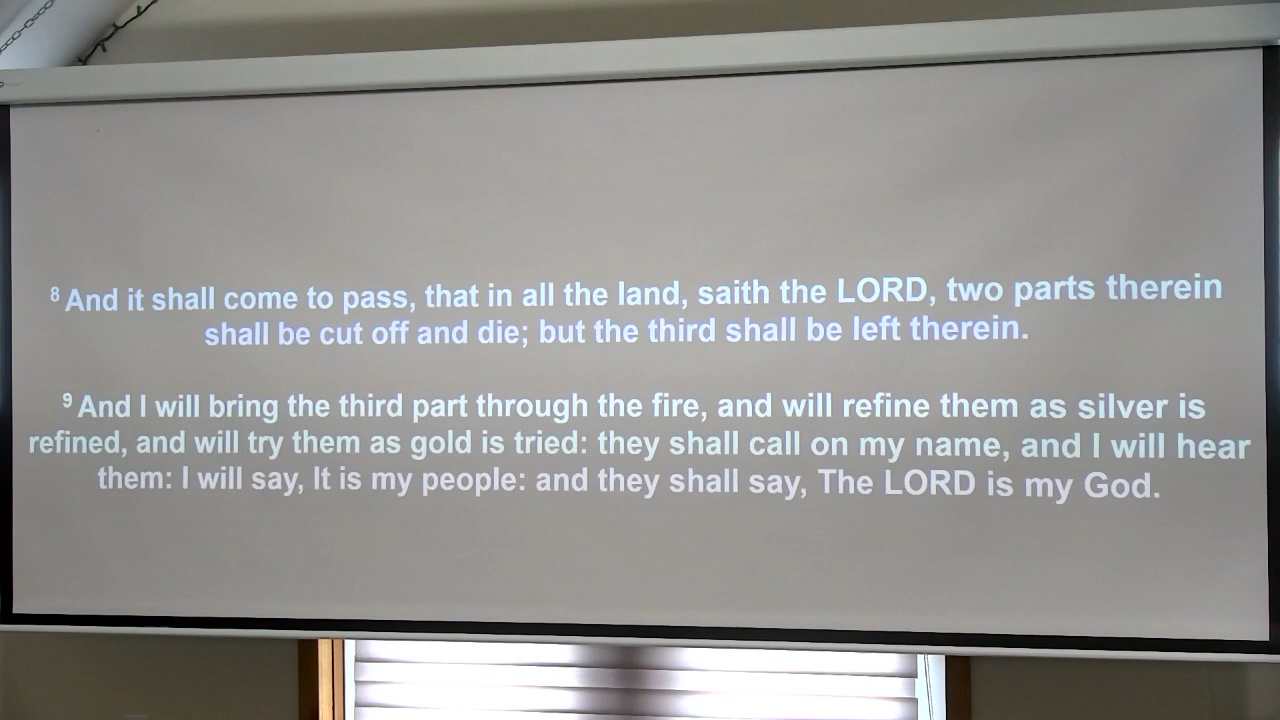 8 And it shall come to pass, that in all the land, saith the LORD, two parts therein
shall be cut off and die; but the third shall be left therein.
9 And I will bring the third part through the fire, and will refine them as silver is
refined, and will try them as gold is tried: they shall call on my name, and I will hear
them: I will say, It is my people: and they shall say, The LORD is my God.